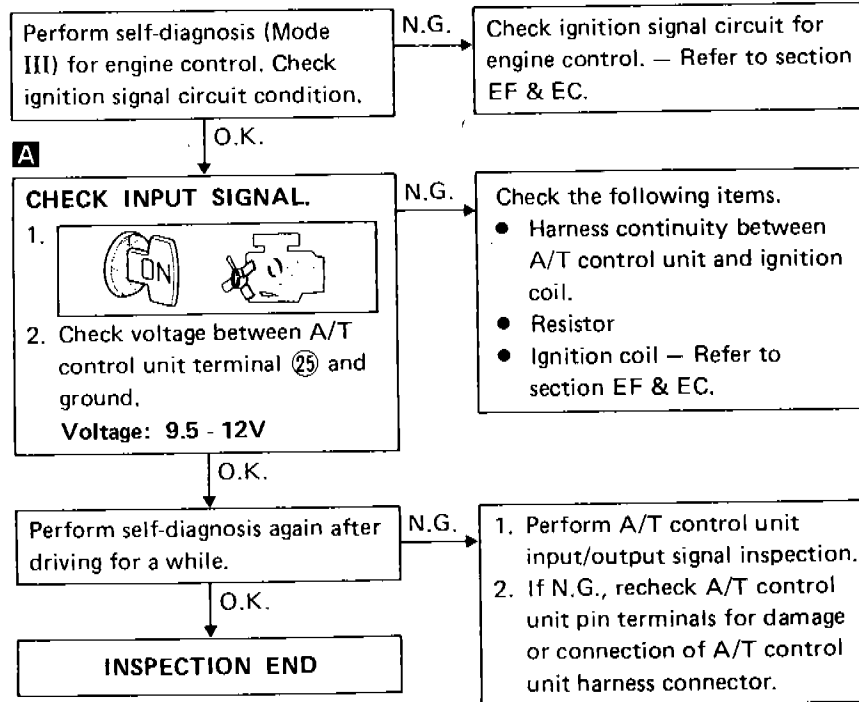 Perform self-diagnosis (Mode
III) for engine control. Check
ignition signal circuit condition.
N.G.
Check ignition signal circuit for
engine control. — Refer to section
EF & EC.
O.K.
A
CHECK INPUT SIGNAL.
1.
ON
2. Check voltage between A/T
control unit terminal ㉕ and
ground.
Voltage: 9.5 - 12V
N.G.
Check the following items.
● Harness continuity between
A/T control unit and ignition
coil.
● Resistor
● Ignition coil — Refer to
section EF & EC.
O.K.
Perform self-diagnosis again after
driving for a while.
N.G.
1. Perform A/T control unit
input/output signal inspection.
2. If N.G., recheck A/T control
unit pin terminals for damage
or connection of A/T control
unit harness connector.
O.K.
INSPECTION END